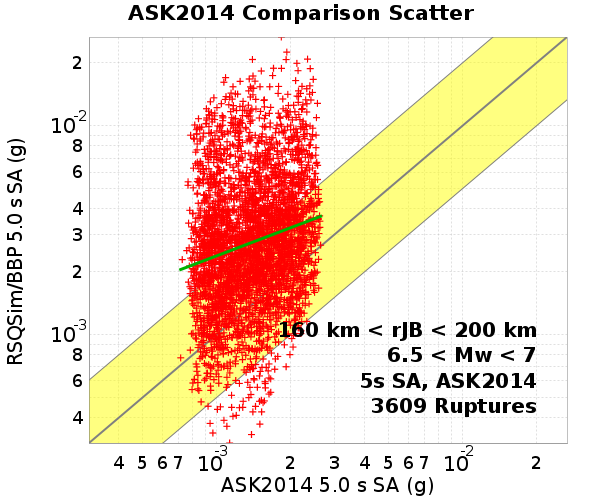 ASK2014 Comparison Scatter
RSQSim/BBP 5.0 s SA (g)
2
10-2
8
6
4
3
2
10-3
8
6
4
160 km < rJB < 200 km
6.5 < Mw < 7
5s SA, ASK2014
3609 Ruptures
4 5 6 7 10-3 2 3 4 5 6 7 10-2 2
ASK2014 5.0 s SA (g)